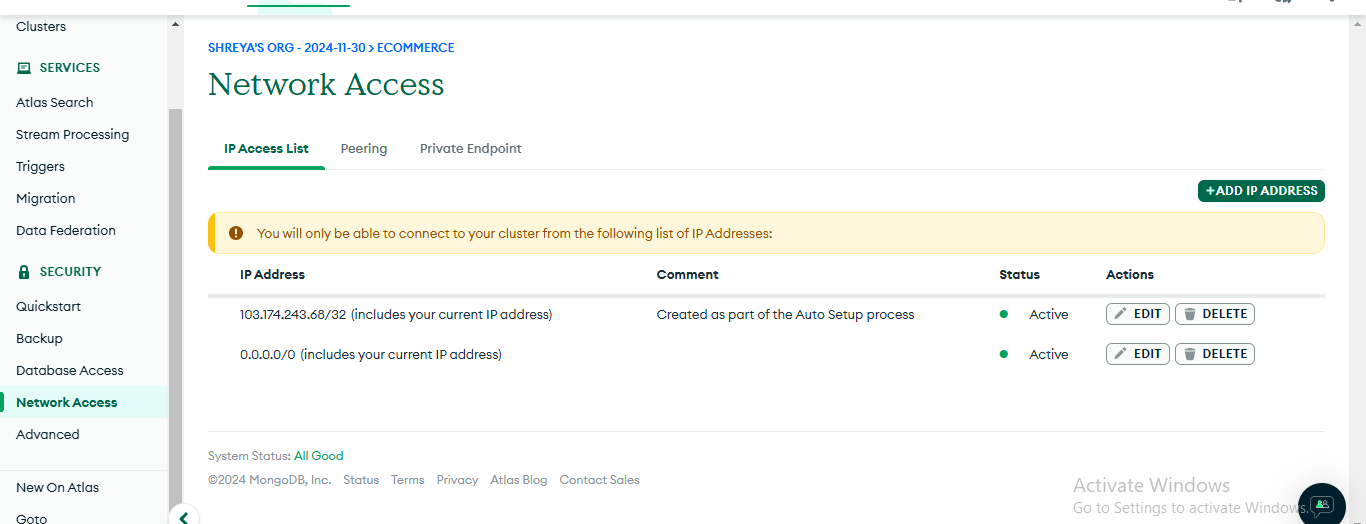 Clusters
SERVICES
Atlas Search
Stream Processing
Triggers
Migration
Data Federation
SECURITY
Quickstart
Backup
Database Access
Network Access
Advanced
New On Atlas
Goto
SHREYA'S ORG - 2024-11-30 > ECOMMERCE
Network Access
IP Access List Peering Private Endpoint
+ADD IP ADDRESS
You will only be able to connect to your cluster from the following list of IP Addresses:
IP Address Comment Status Actions
103.174.243.68/32 (includes your current IP address) Created as part of the Auto Setup process Active EDIT DELETE
0.0.0.0/0 (includes your current IP address) Active EDIT DELETE
System Status: All Good
©2024 MongoDB, Inc. Status Terms Privacy Atlas Blog Contact Sales
Activate Windows
Go to Settings to activate Windows.